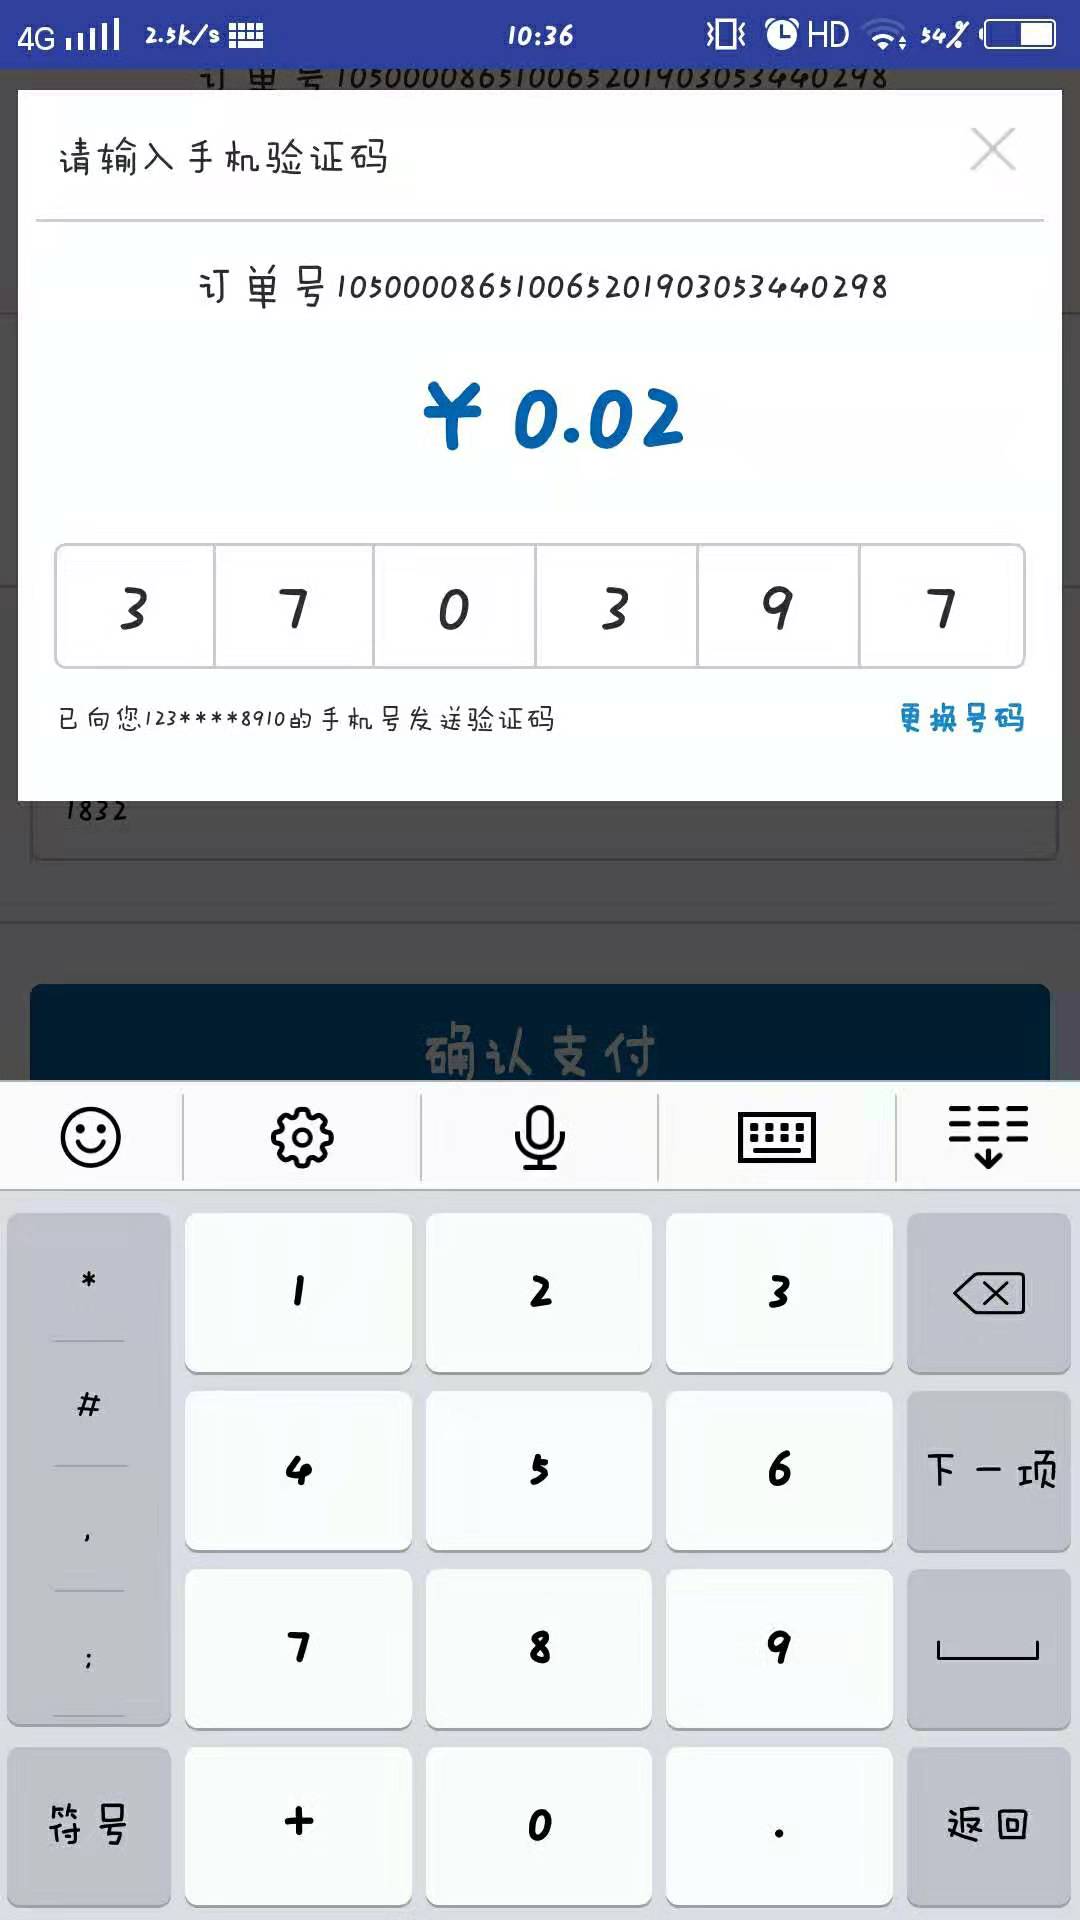 4G 2.5K/s 10:36 HD 54%
订单号105000086510065201903053440298
请输入手机验证码
订单号105000086510065201903053440298
¥ 0.02
3 7 0 3 9 7
已向您123****8910的手机号发送验证码 更换号码
1832
确认支付
* 1 2 3
# 4 5 6 下一项
, 7 8 9
;
符号 + 0 . 返回